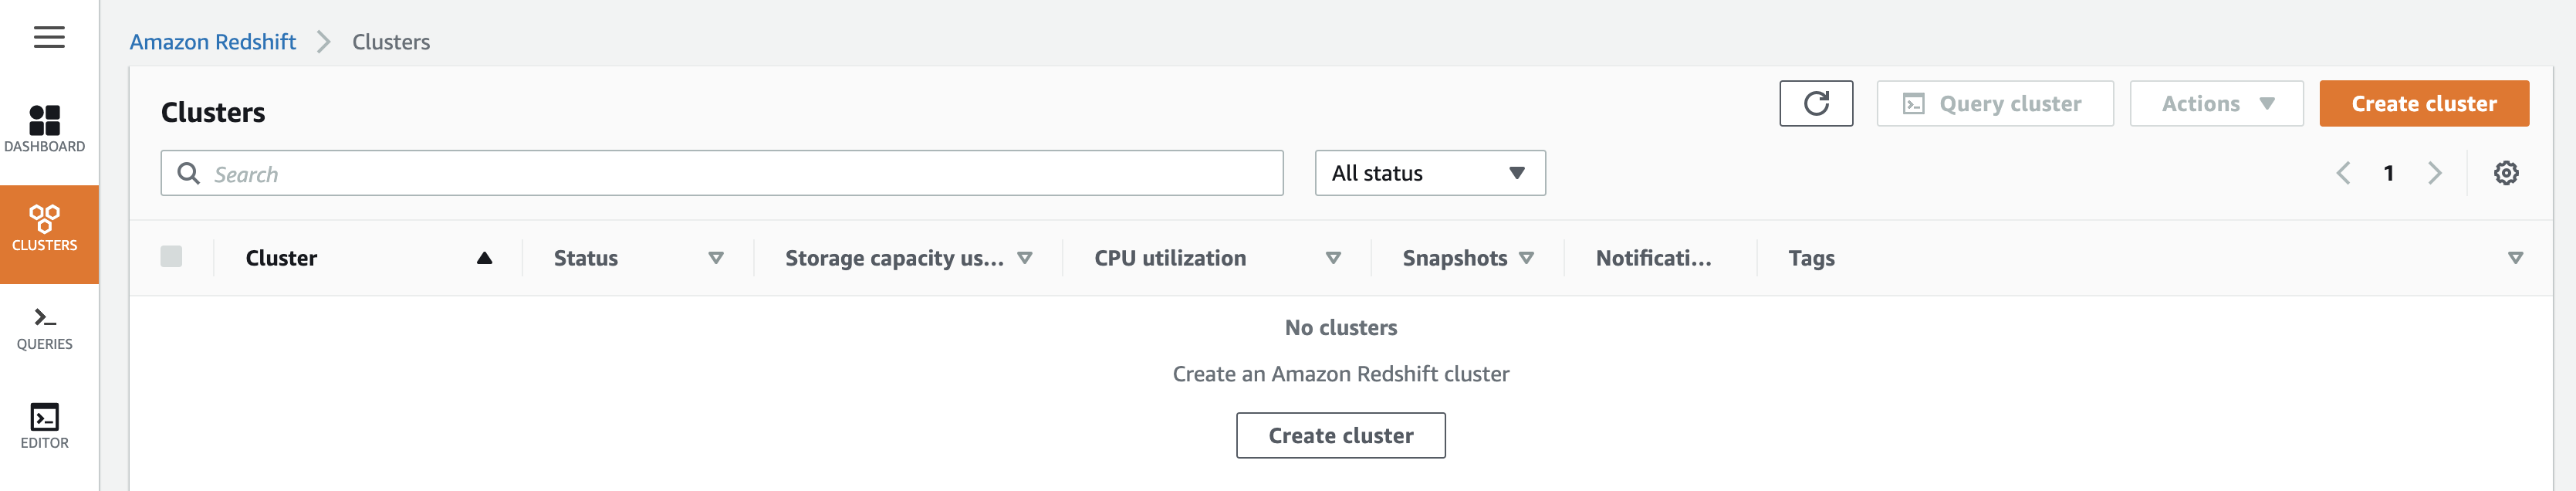 Amazon Redshift > Clusters
Clusters
Query cluster
Actions
Create cluster
Search
All status
1
Cluster
Status
Storage capacity us...
CPU utilization
Snapshots
Notificati...
Tags
No clusters
Create an Amazon Redshift cluster
Create cluster
DASHBOARD
CLUSTERS
QUERIES
EDITOR